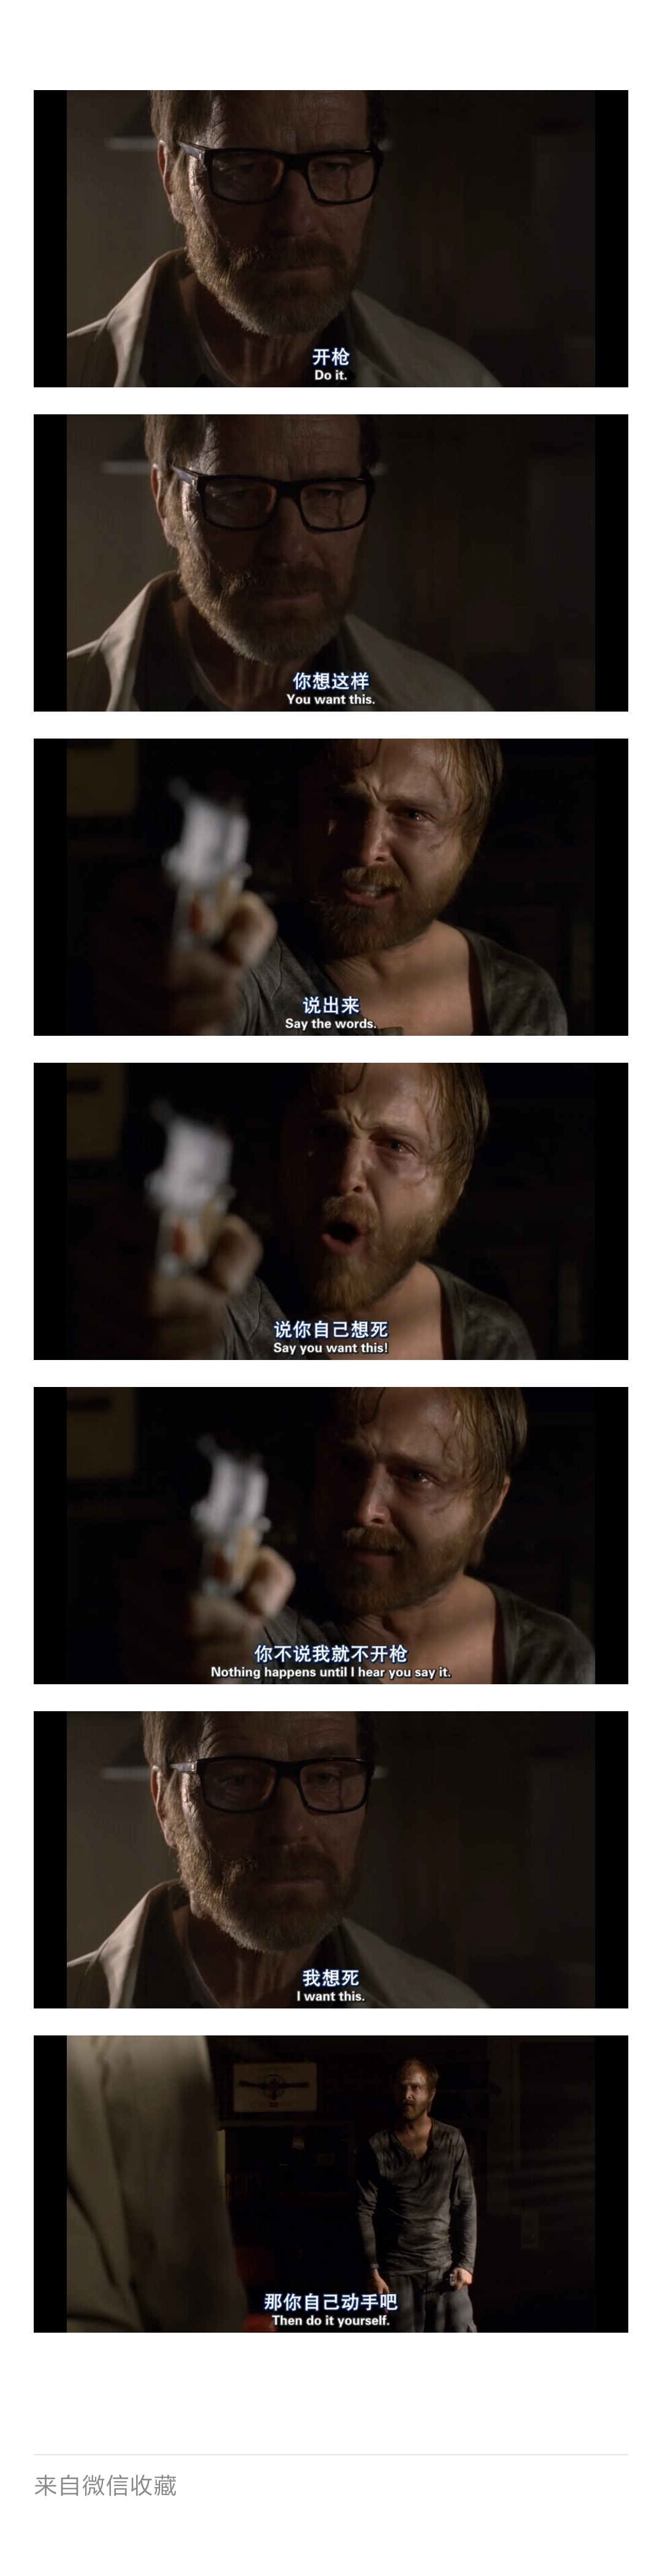 开枪
Do it.
你想这样
You want this.
说出来
Say the words.
说你自己想死
Say you want this!
你不说我就不开枪
Nothing happens until I hear you say it.
我想死
I want this.
那你自己动手吧
Then do it yourself.
来自微信收藏